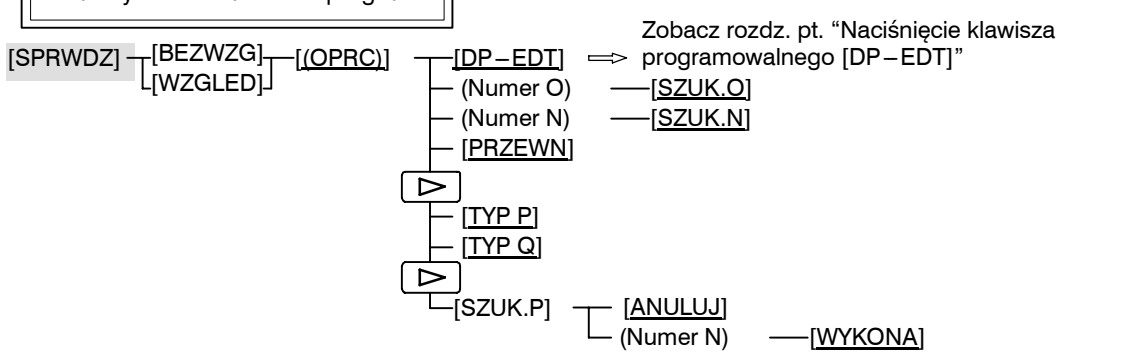 [SPRWDZ] [BEZWZG] [(OPRC)] [DP–EDT] Zobacz rozdz. pt. “Naciśnięcie klawisza
programowalnego [DP–EDT]”
[WZGLED]
(Numer O) [SZUK.O]
(Numer N) [SZUK.N]
[PRZEWN]
[TYP P]
[TYP Q]
[SZUK.P] [ANULUJ]
(Numer N) [WYKONA]